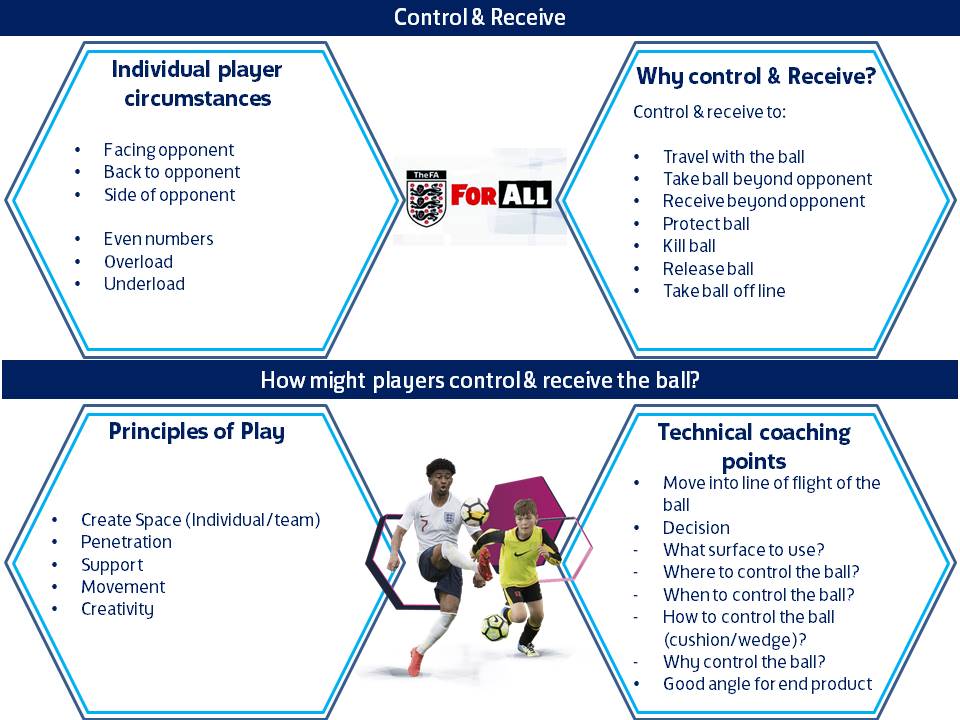 Control & Receive
Individual player
circumstances
• Facing opponent
• Back to opponent
• Side of opponent
• Even numbers
• Overload
• Underload
The FA
FOR ALL
Why control & Receive?
Control & receive to:
• Travel with the ball
• Take ball beyond opponent
• Receive beyond opponent
• Protect ball
• Kill ball
• Release ball
• Take ball off line
How might players control & receive the ball?
Principles of Play
• Create Space (Individual/team)
• Penetration
• Support
• Movement
• Creativity
7
Technical coaching
points
• Move into line of flight of the
ball
• Decision
- What surface to use?
- Where to control the ball?
- When to control the ball?
- How to control the ball
(cushion/wedge)?
- Why control the ball?
• Good angle for end product